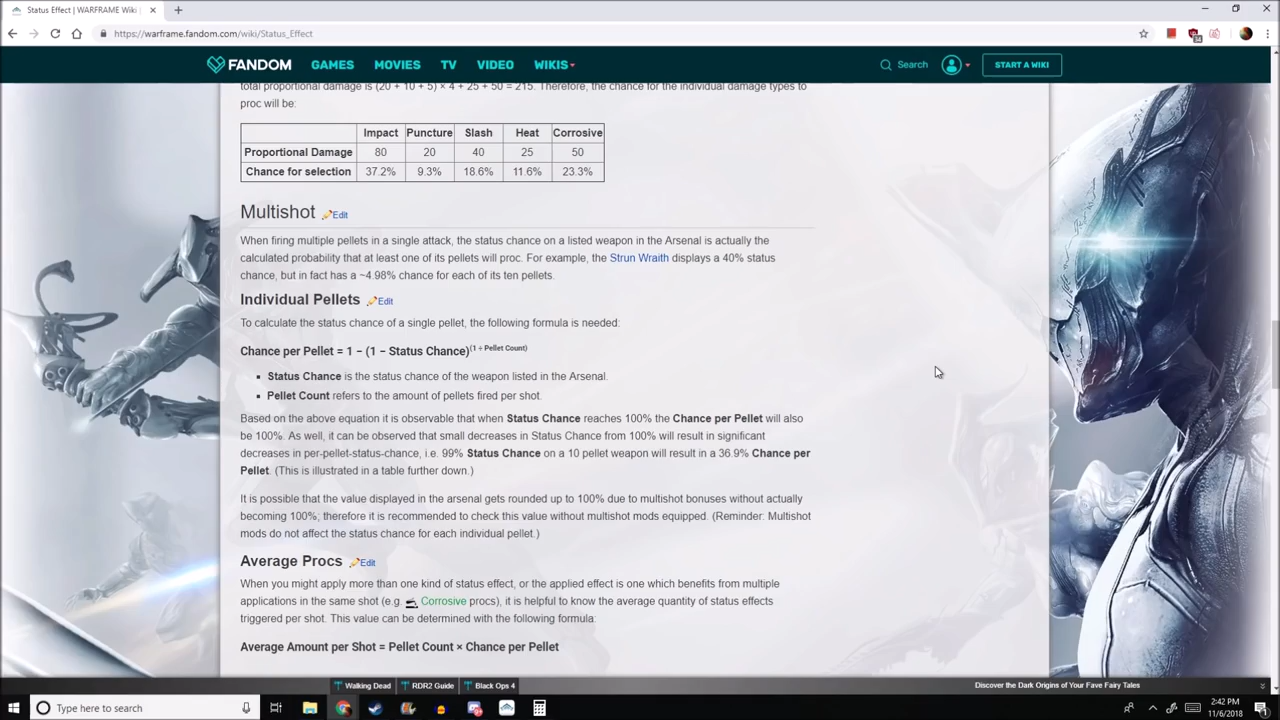 Status Effect | WARFRAME Wiki
https://warframe.fandom.com/wiki/Status_Effect
34
FANDOM GAMES MOVIES TV VIDEO WIKIS Search START A WIKI
total proportional damage is (20 + 10 + 5) × 4 + 25 + 50 = 215. Therefore, the chance for the individual damage types to
proc will be:
Impact Puncture Slash Heat Corrosive
Proportional Damage 80 20 40 25 50
Chance for selection 37.2% 9.3% 18.6% 11.6% 23.3%
Multishot Edit
When firing multiple pellets in a single attack, the status chance on a listed weapon in the Arsenal is actually the
calculated probability that at least one of its pellets will proc. For example, the Strun Wraith displays a 40% status
chance, but in fact has a ~4.98% chance for each of its ten pellets.
Individual Pellets Edit
To calculate the status chance of a single pellet, the following formula is needed:
Chance per Pellet = 1 − (1 − Status Chance)(1 ÷ Pellet Count)
Status Chance is the status chance of the weapon listed in the Arsenal.
Pellet Count refers to the amount of pellets fired per shot.
Based on the above equation it is observable that when Status Chance reaches 100% the Chance per Pellet will also
be 100%. As well, it can be observed that small decreases in Status Chance from 100% will result in significant
decreases in per-pellet-status-chance, i.e. 99% Status Chance on a 10 pellet weapon will result in a 36.9% Chance per
Pellet. (This is illustrated in a table further down.)
It is possible that the value displayed in the arsenal gets rounded up to 100% due to multishot bonuses without actually
becoming 100%; therefore it is recommended to check this value without multishot mods equipped. (Reminder: Multishot
mods do not affect the status chance for each individual pellet.)
Average Procs Edit
When you might apply more than one kind of status effect, or the applied effect is one which benefits from multiple
applications in the same shot (e.g. Corrosive procs), it is helpful to know the average quantity of status effects
triggered per shot. This value can be determined with the following formula:
Average Amount per Shot = Pellet Count × Chance per Pellet
Walking Dead RDR2 Guide Black Ops 4 Discover the Dark Origins of Your Fave Fairy Tales
Type here to search
2:42 PM
11/6/2018
1